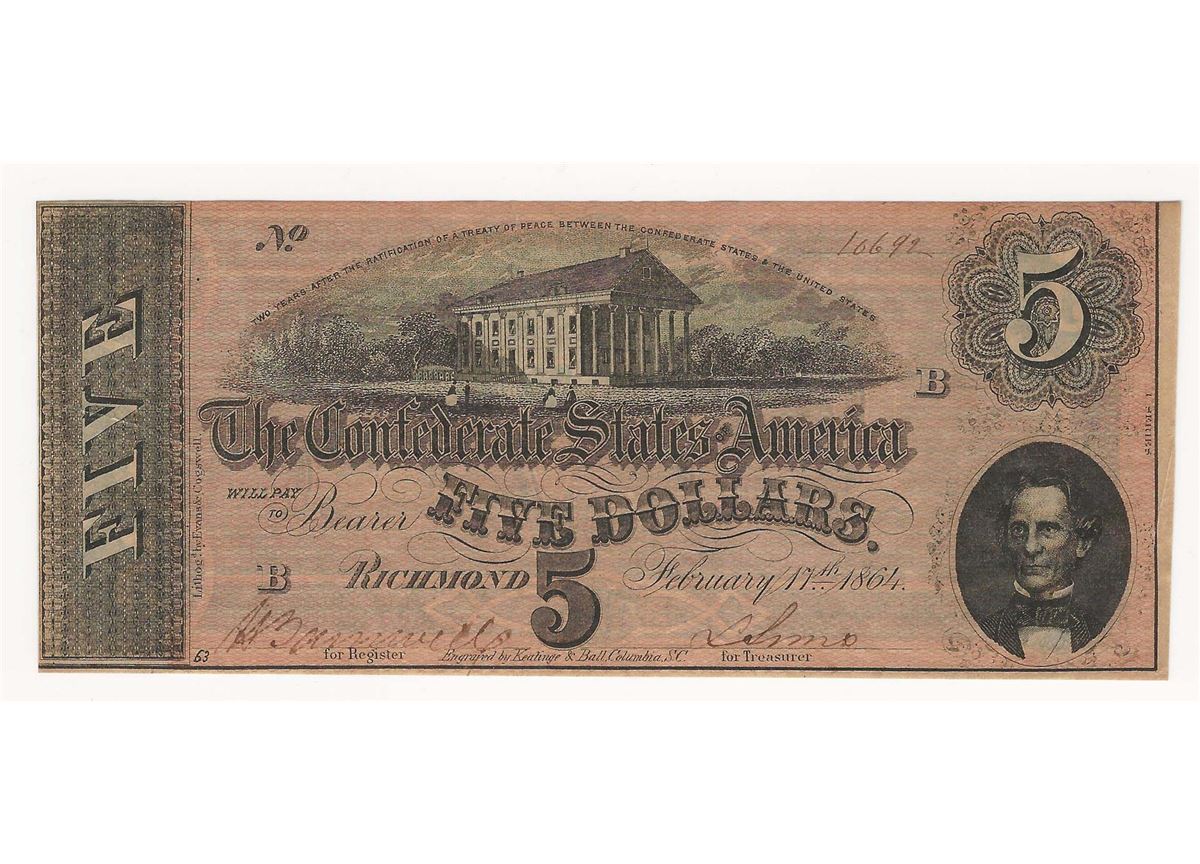 FIVE
No
10692
5
TWO YEARS AFTER THE RATIFICATION OF A TREATY OF PEACE BETWEEN THE CONFEDERATE STATES & THE UNITED STATES
B
The Confederate States of America
WILL PAY
TO Bearer FIVE DOLLARS.
B RICHMOND 5 February 17th 1864.
63 for Register Engraved by Keatinge & Ball, Columbia, S.C. for Treasurer
Lithog'd by Evans & Cogswell